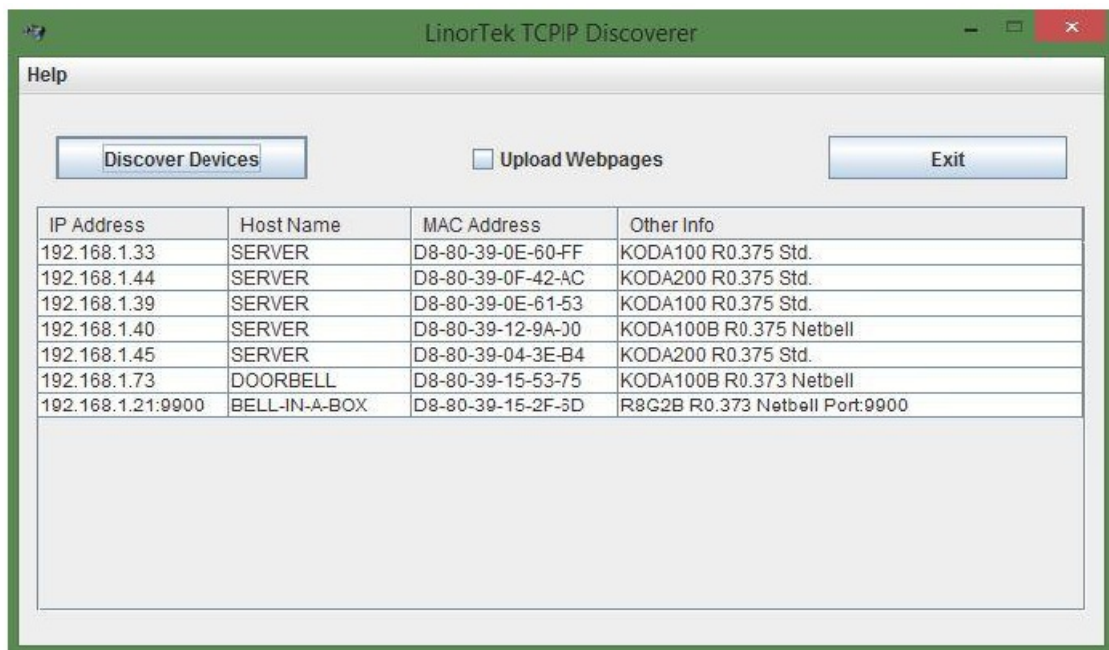 LinorTek TCPIP Discoverer
Help
Discover Devices Upload Webpages Exit
IP Address Host Name MAC Address Other Info
192.168.1.33 SERVER D8-80-39-0E-60-FF KODA100 R0.375 Std.
192.168.1.44 SERVER D8-80-39-0F-42-AC KODA200 R0.375 Std.
192.168.1.39 SERVER D8-80-39-0E-61-53 KODA100 R0.375 Std.
192.168.1.40 SERVER D8-80-39-12-9A-00 KODA100B R0.375 Netbell
192.168.1.45 SERVER D8-80-39-04-3E-B4 KODA200 R0.375 Std.
192.168.1.73 DOORBELL D8-80-39-15-53-75 KODA100B R0.373 Netbell
192.168.1.21:9900 BELL-IN-A-BOX R8G2B R0.373 Netbell Port:9900